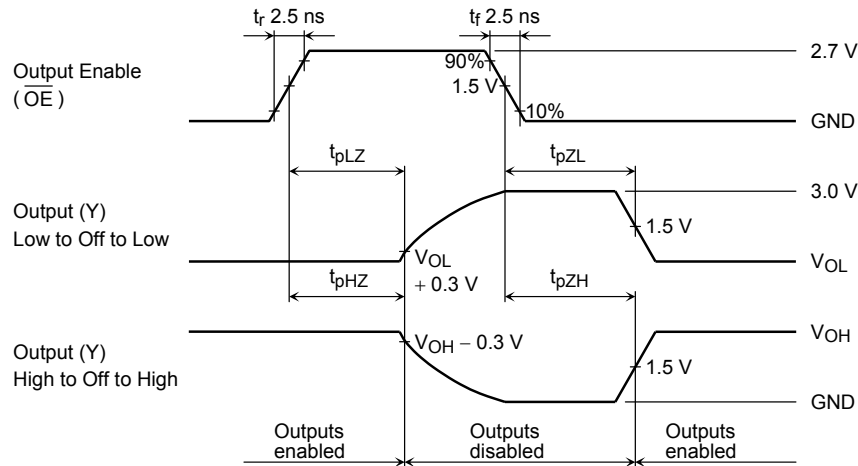 tr 2.5 ns
tf 2.5 ns
Output Enable
( OE )
90%
1.5 V
10%
2.7 V
GND
tpLZ
tpZL
Output (Y)
Low to Off to Low
3.0 V
1.5 V
VOL
VOL
+ 0.3 V
tpHZ
tpZH
Output (Y)
High to Off to High
VOH
VOH − 0.3 V
1.5 V
GND
Outputs
enabled
Outputs
disabled
Outputs
enabled